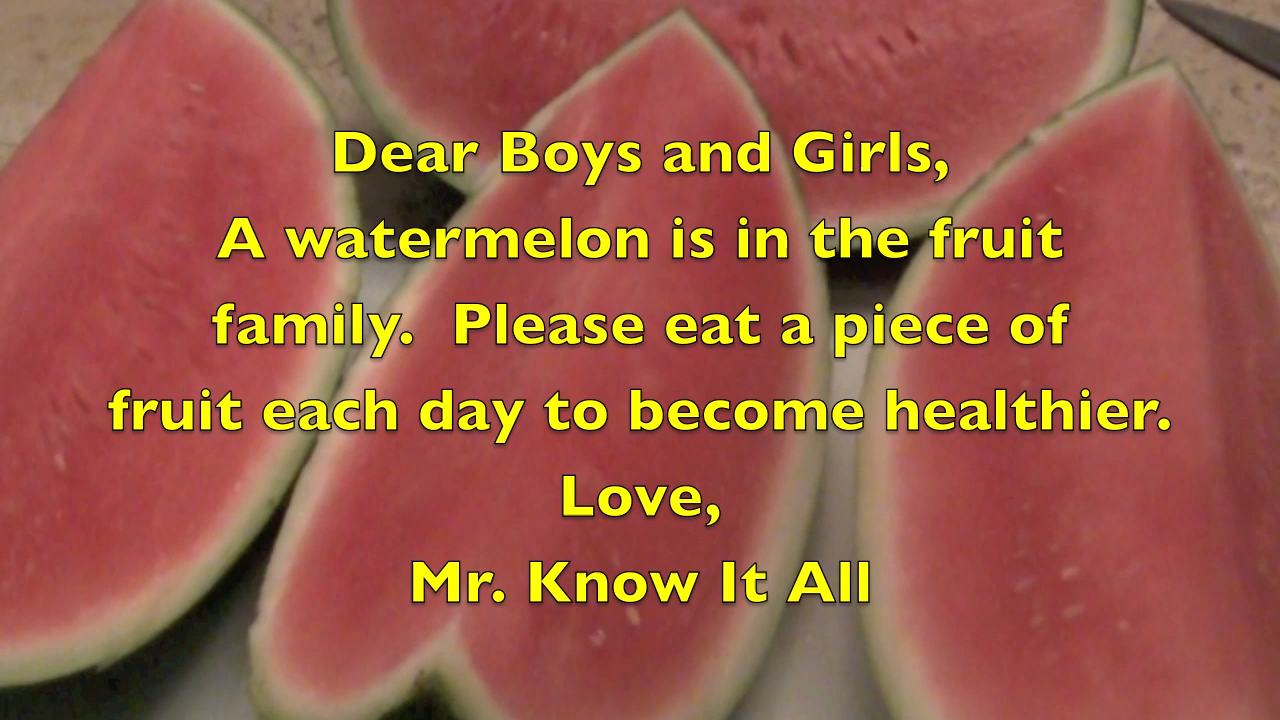 Dear Boys and Girls,
A watermelon is in the fruit
family.  Please eat a piece of
fruit each day to become healthier.
Love,
Mr. Know It All